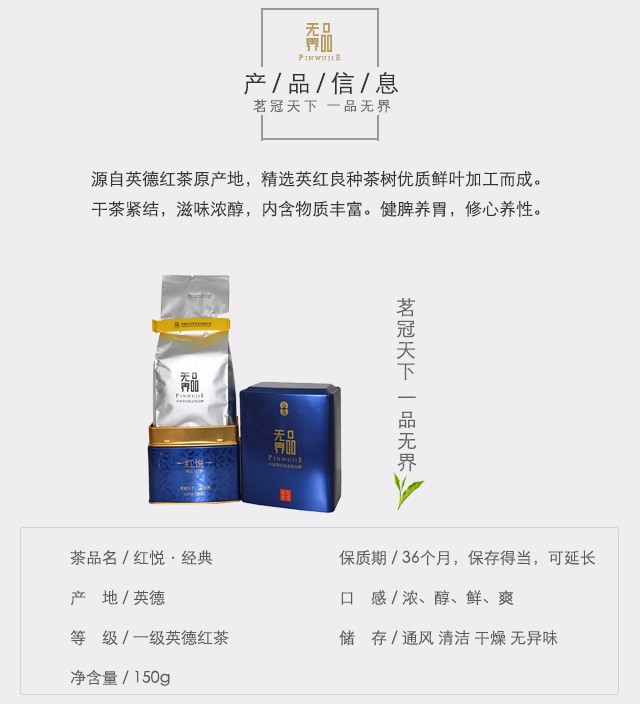 品无界
PINWUJIE
产/品/信/息
茗冠天下 一品无界
源自英德红茶原产地，精选英红良种茶树优质鲜叶加工而成。
干茶紧结，滋味浓醇，内含物质丰富。健脾养胃，修心养性。
品无界
PINWUJIE
红悦
品无界
PINWUJIE
茗冠天下 一品无界
茶品名 / 红悦·经典
保质期 / 36个月，保存得当，可延长
产 地 / 英德
口 感 / 浓、醇、鲜、爽
等 级 / 一级英德红茶
储 存 / 通风 清洁 干燥 无异味
净含量 / 150g